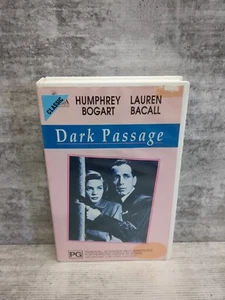 CLASSIC
HUMPHREY LAUREN
BOGART BACALL
Dark Passage
PG